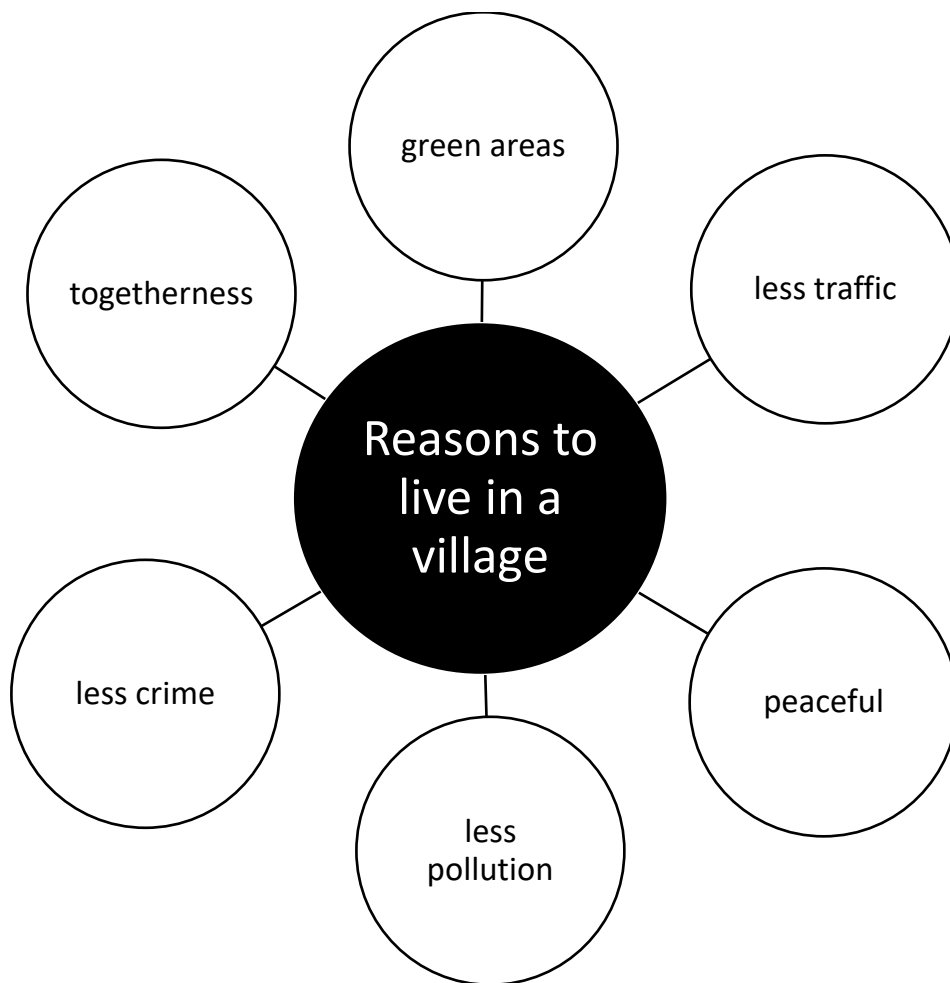 green areas
togetherness
less traffic
Reasons to
live in a
village
less crime
peaceful
less
pollution